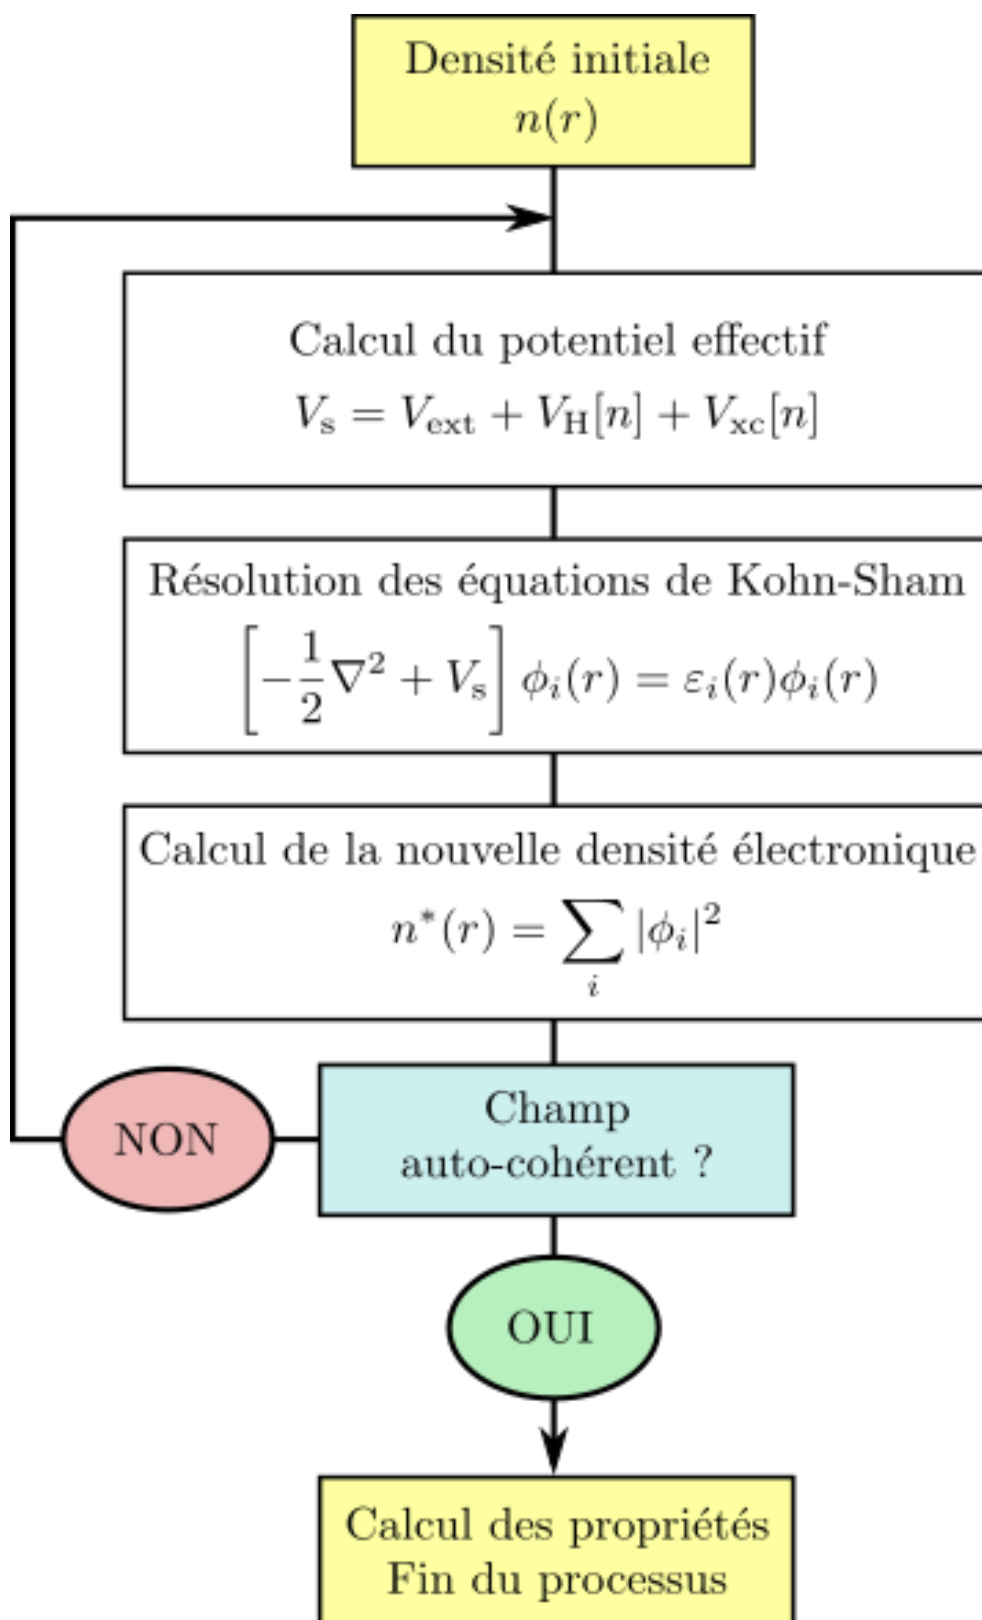 Densité initiale
n(r)
Calcul du potentiel effectif
V_s = V_ext + V_H[n] + V_xc[n]
Résolution des équations de Kohn-Sham
[-1/2 ∇² + V_s] ϕ_i(r) = ε_i(r)ϕ_i(r)
Calcul de la nouvelle densité électronique
n*(r) = ∑_i |ϕ_i|²
NON
Champ
auto-cohérent ?
OUI
Calcul des propriétés
Fin du processus